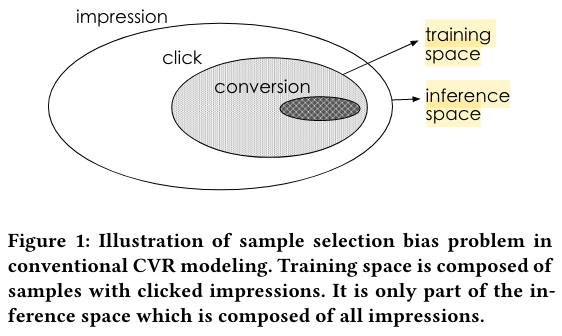 impression
click
conversion
training
space
inference
space
Figure 1: Illustration of sample selection bias problem in
conventional CVR modeling. Training space is composed of
samples with clicked impressions. It is only part of the in-
ference space which is composed of all impressions.